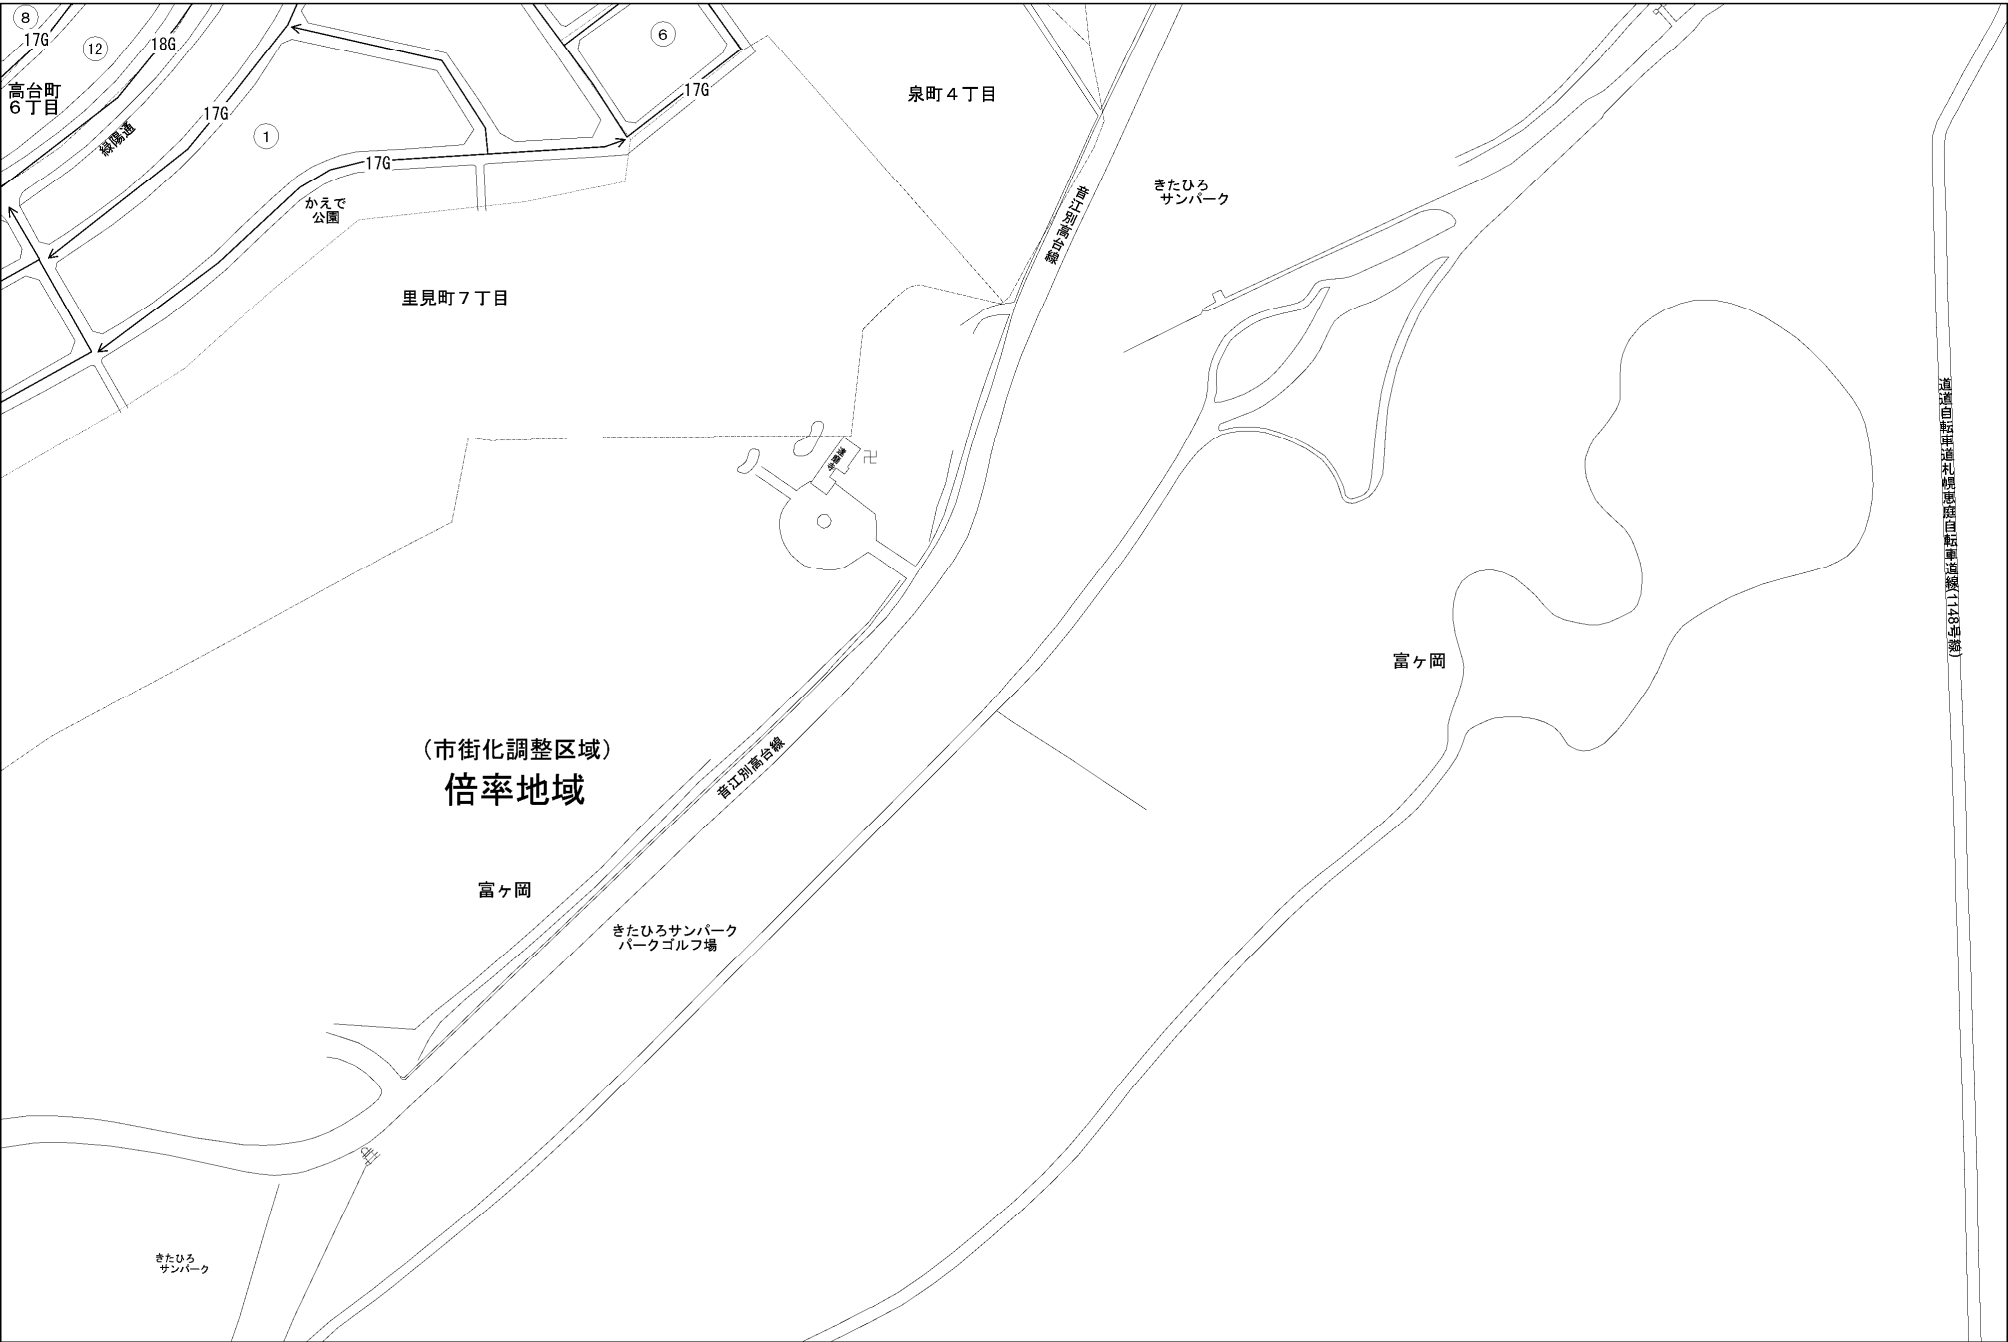 8
17G
12
18G
6
高台町
６丁目
17G
緑陽通
1
17G
17G
泉町４丁目
かえで
公園
里見町７丁目
音江別高台線
きたひろ
サンパーク
卍
道道自転車道札幌恵庭自転車道線(1148号線)
富ヶ岡
（市街化調整区域）
倍率地域
音江別高台線
富ヶ岡
きたひろサンパーク
パークゴルフ場
きたひろ
サンパーク